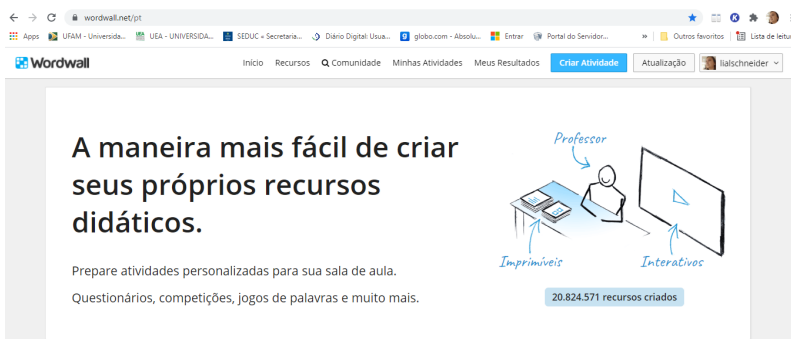 wordwall.net/pt
Apps UFAM - Universida... UEA - UNIVERSIDA... SEDUC « Secretaria... Diário Digital: Usua... globo.com - Absolu... Entrar Portal do Servidor... » Outros favoritos Lista de leitur
Wordwall Início Recursos Comunidade Minhas Atividades Meus Resultados Criar Atividade Atualização lialschneider
A maneira mais fácil de criar
seus próprios recursos
didáticos.
Prepare atividades personalizadas para sua sala de aula.
Questionários, competições, jogos de palavras e muito mais.
Professor
Imprimíveis Interativos
20.824.571 recursos criados